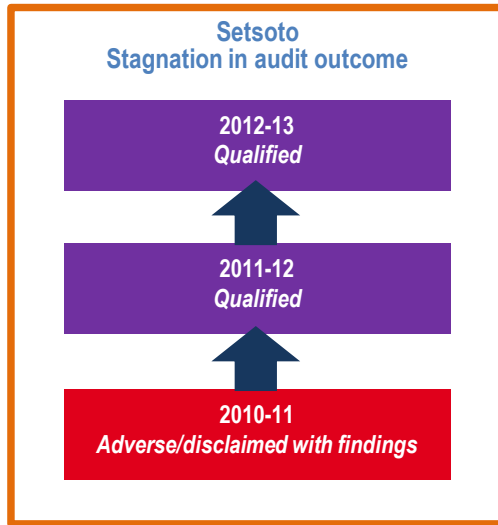 Setsoto
Stagnation in audit outcome
2012-13
Qualified
2011-12
Qualified
2010-11
Adverse/disclaimed with findings